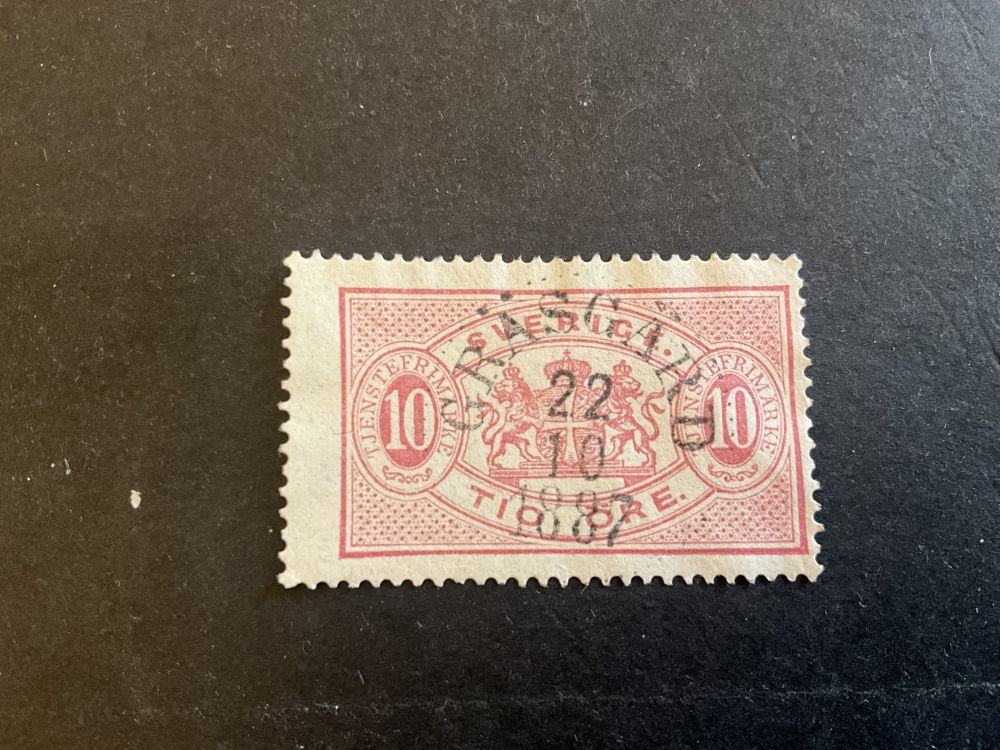 SVERIGE.
TJENSTEFRIMÄRKE
10
TJENSTEFRIMÄRKE
10
TIO ÖRE.
GRÄSGÅRD
22
10
1887